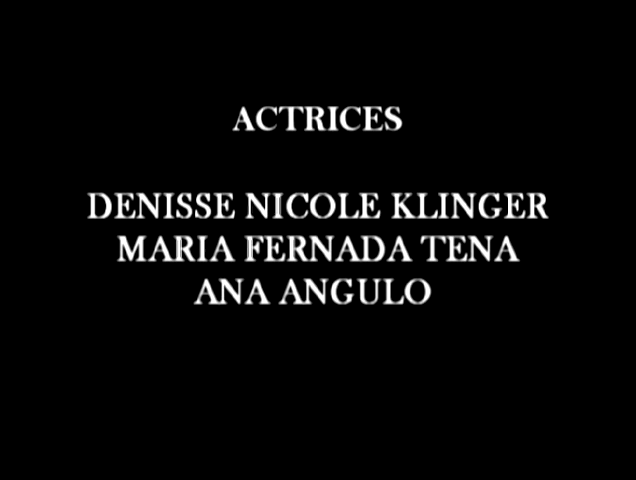 ACTRICES
DENISSE NICOLE KLINGER
MARIA FERNADA TENA
ANA ANGULO